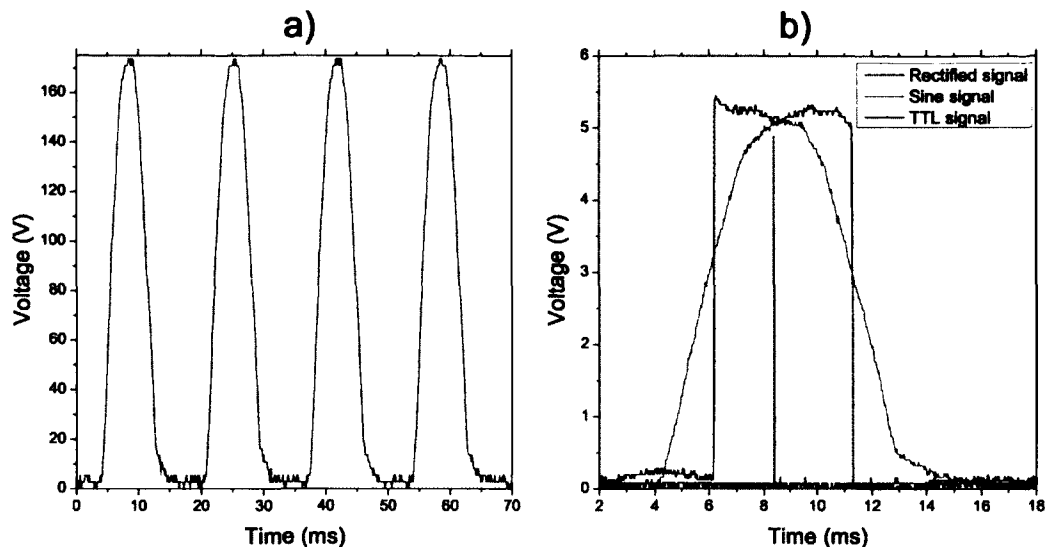 a)
Voltage (V)
160
140
120
100
80
60
40
20
0
0 10 20 30 40 50 60 70
Time (ms)
b)
Rectified signal
Sine signal
TTL signal
Voltage (V)
6
5
4
3
2
1
0
2 4 6 8 10 12 14 16 18
Time (ms)